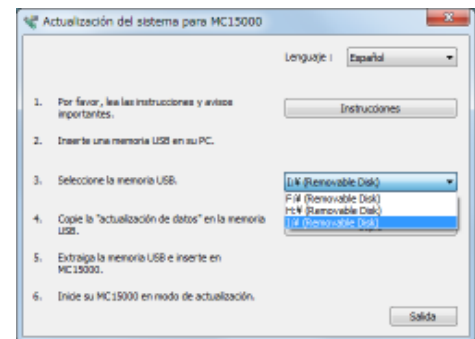 Actualización del sistema para MC15000
Lenguaje :
Español
1. Por favor, lea las instrucciones y avisos
importantes.
Instrucciones
2. Inserte una memoria USB en su PC.
3. Seleccione la memoria USB.
I:¥ (Removable Disk)
F:¥ (Removable Disk)
H:¥ (Removable Disk)
I:¥ (Removable Disk)
4. Copie la "actualización de datos" en la memoria
USB.
5. Extraiga la memoria USB e inserte en
MC15000.
6. Inicie su MC15000 en modo de actualización.
Salida